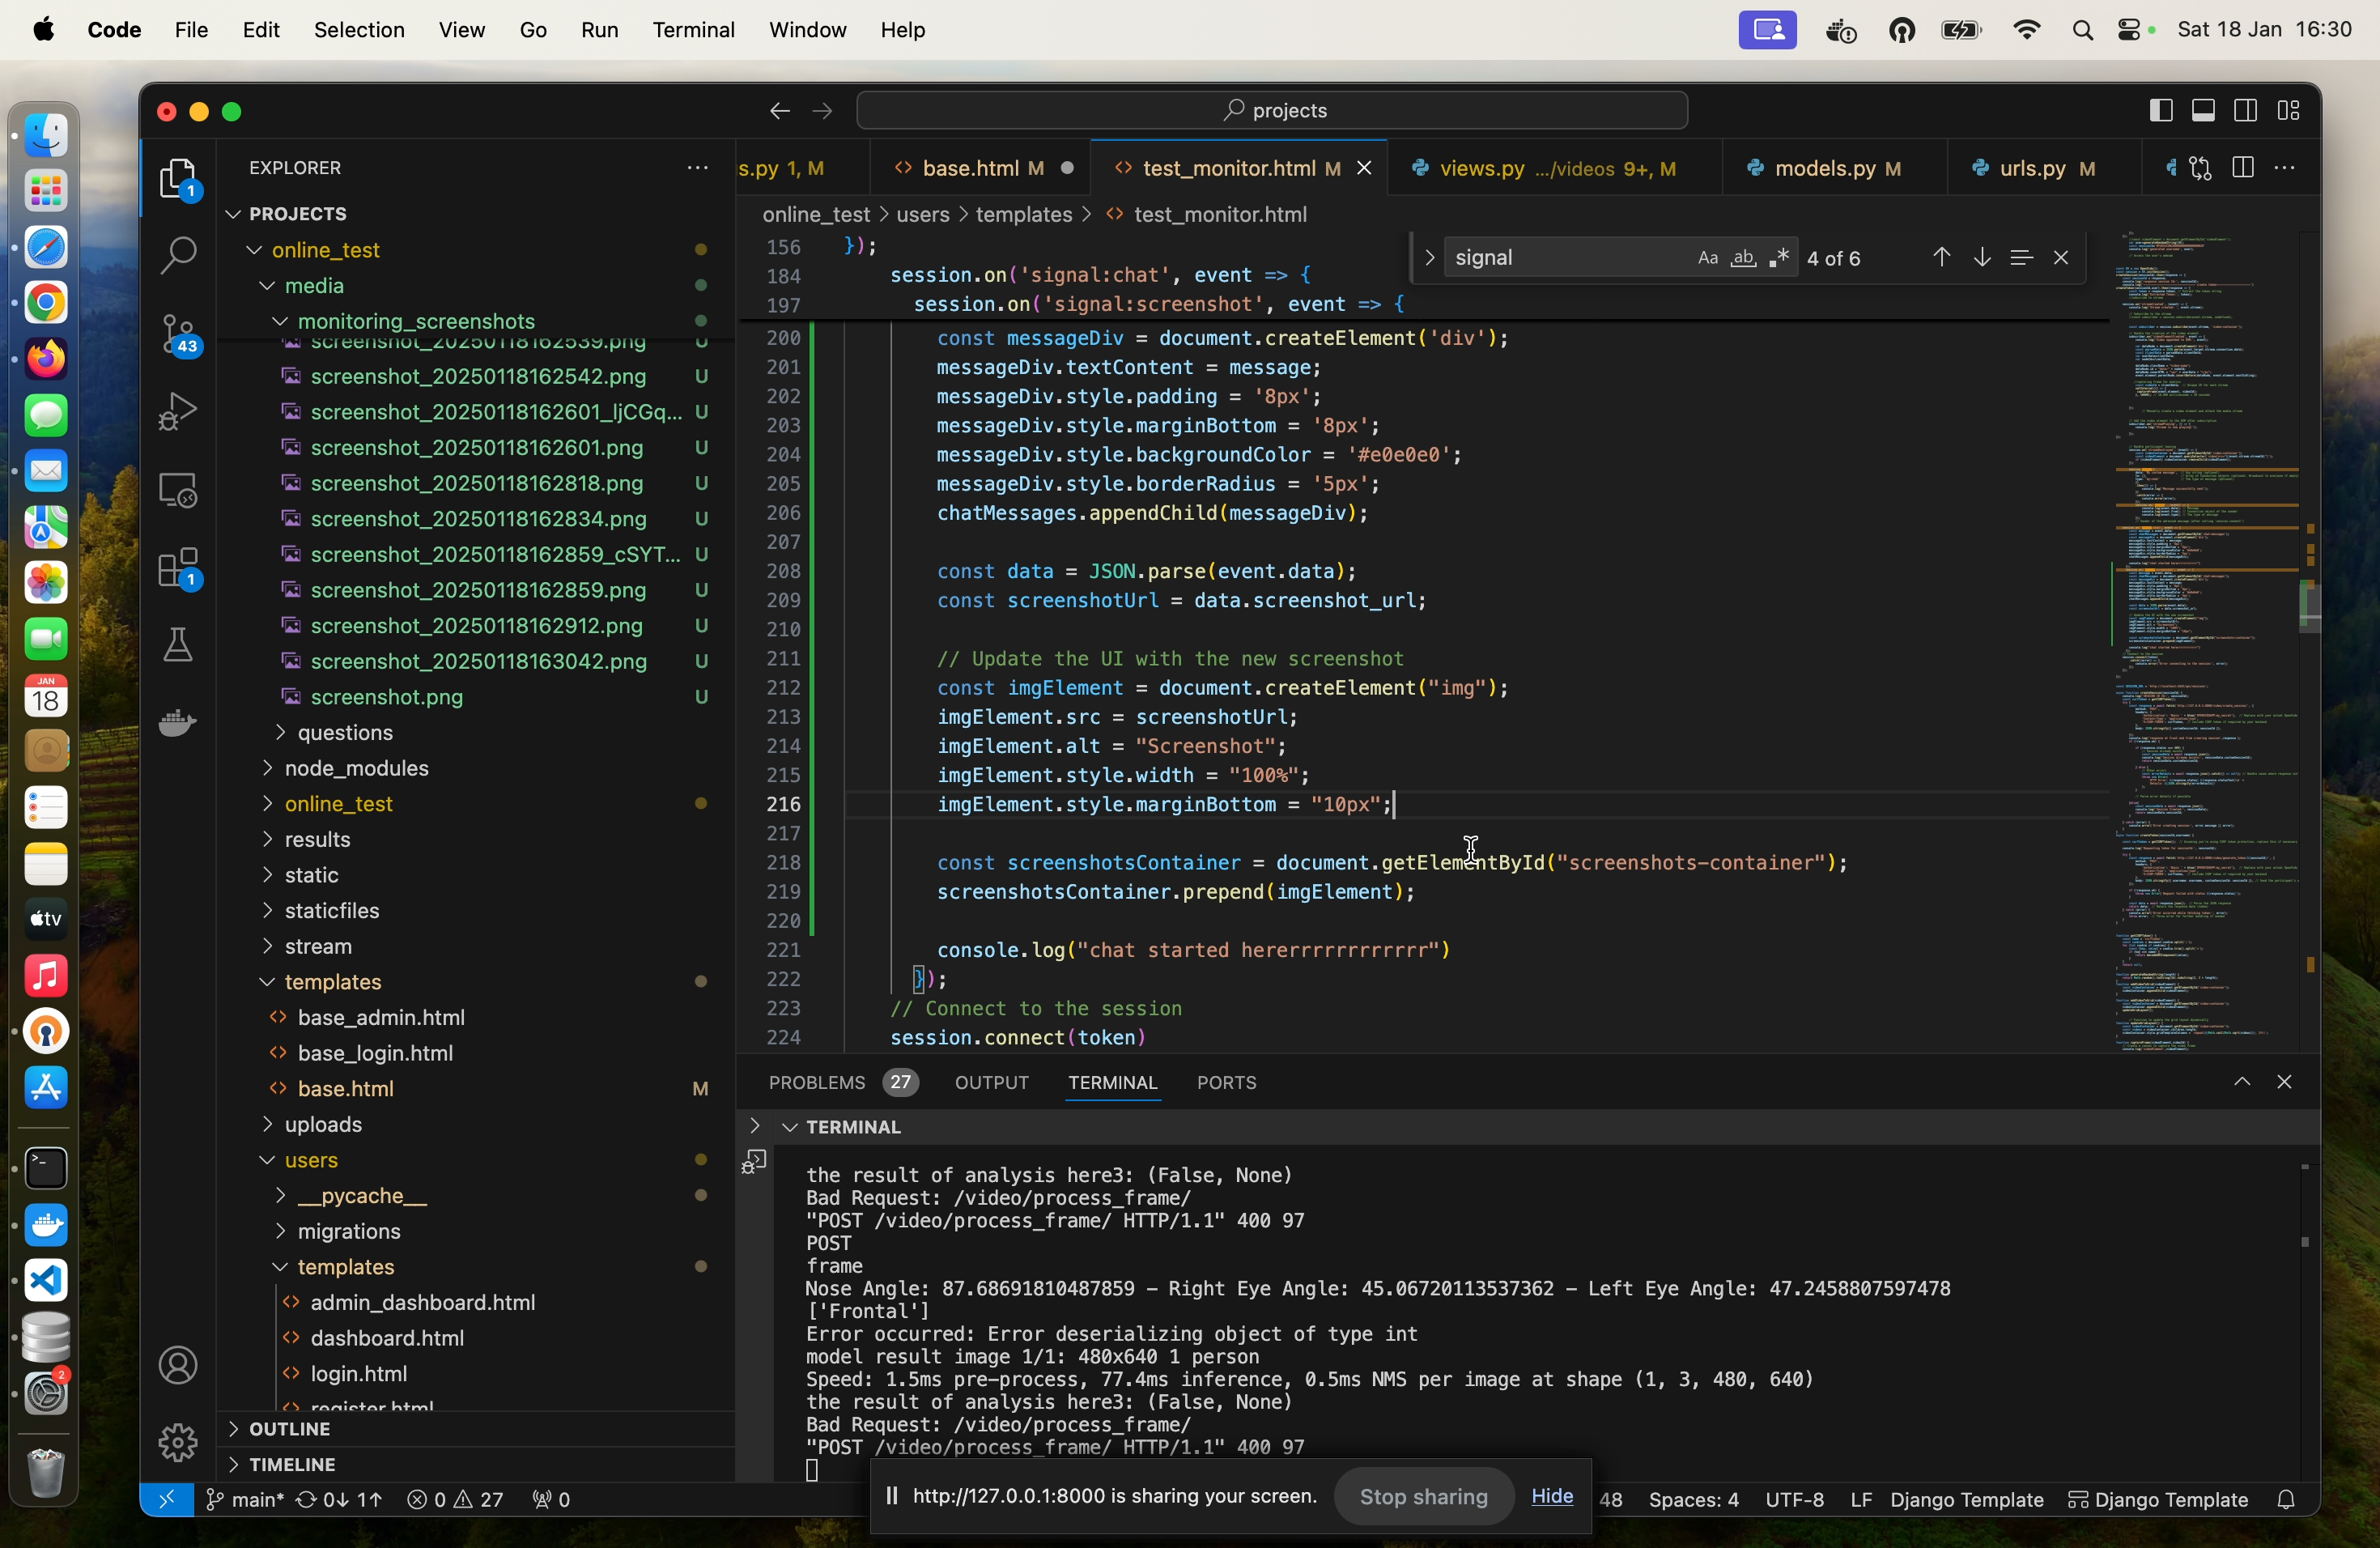 Code File Edit Selection View Go Run Terminal Window Help Sat 18 Jan 16:30
projects
EXPLORER
PROJECTS
online_test
media
monitoring_screenshots
screenshot_20250118162539.png U
screenshot_20250118162542.png U
screenshot_20250118162601_ljCGq... U
screenshot_20250118162601.png U
screenshot_20250118162818.png U
screenshot_20250118162834.png U
screenshot_20250118162859_cSYT... U
screenshot_20250118162859.png U
screenshot_20250118162912.png U
screenshot_20250118163042.png U
screenshot.png U
questions
node_modules
online_test
results
static
staticfiles
stream
templates
base_admin.html
base_login.html
base.html M
uploads
users
__pycache__
migrations
templates
admin_dashboard.html
dashboard.html
login.html
register.html
OUTLINE
TIMELINE
1
43
1
JAN
18
tv
2
s.py 1, M base.html M test_monitor.html M views.py .../videos 9+, M models.py M urls.py M
online_test > users > templates > test_monitor.html
signal Aa ab 4 of 6
156 });
184 session.on('signal:chat', event => {
197 session.on('signal:screenshot', event => {
200 const messageDiv = document.createElement('div');
201 messageDiv.textContent = message;
202 messageDiv.style.padding = '8px';
203 messageDiv.style.marginBottom = '8px';
204 messageDiv.style.backgroundColor = '#e0e0e0';
205 messageDiv.style.borderRadius = '5px';
206 chatMessages.appendChild(messageDiv);
207
208 const data = JSON.parse(event.data);
209 const screenshotUrl = data.screenshot_url;
210
211 // Update the UI with the new screenshot
212 const imgElement = document.createElement("img");
213 imgElement.src = screenshotUrl;
214 imgElement.alt = "Screenshot";
215 imgElement.style.width = "100%";
216 imgElement.style.marginBottom = "10px";
217
218 const screenshotsContainer = document.getElementById("screenshots-container");
219 screenshotsContainer.prepend(imgElement);
220
221 console.log("chat started hererrrrrrrrrrr")
222 });
223 // Connect to the session
224 session.connect(token)
PROBLEMS 27 OUTPUT TERMINAL PORTS
TERMINAL
the result of analysis here3: (False, None)
Bad Request: /video/process_frame/
"POST /video/process_frame/ HTTP/1.1" 400 97
POST
frame
Nose Angle: 87.68691810487859 – Right Eye Angle: 45.06720113537362 – Left Eye Angle: 47.2458807597478
['Frontal']
Error occurred: Error deserializing object of type int
model result image 1/1: 480x640 1 person
Speed: 1.5ms pre-process, 77.4ms inference, 0.5ms NMS per image at shape (1, 3, 480, 640)
the result of analysis here3: (False, None)
Bad Request: /video/process_frame/
"POST /video/process_frame/ HTTP/1.1" 400 97
http://127.0.0.1:8000 is sharing your screen. Stop sharing Hide
main* 0↓ 1↑ 0 27 0 48 Spaces: 4 UTF-8 LF Django Template Django Template